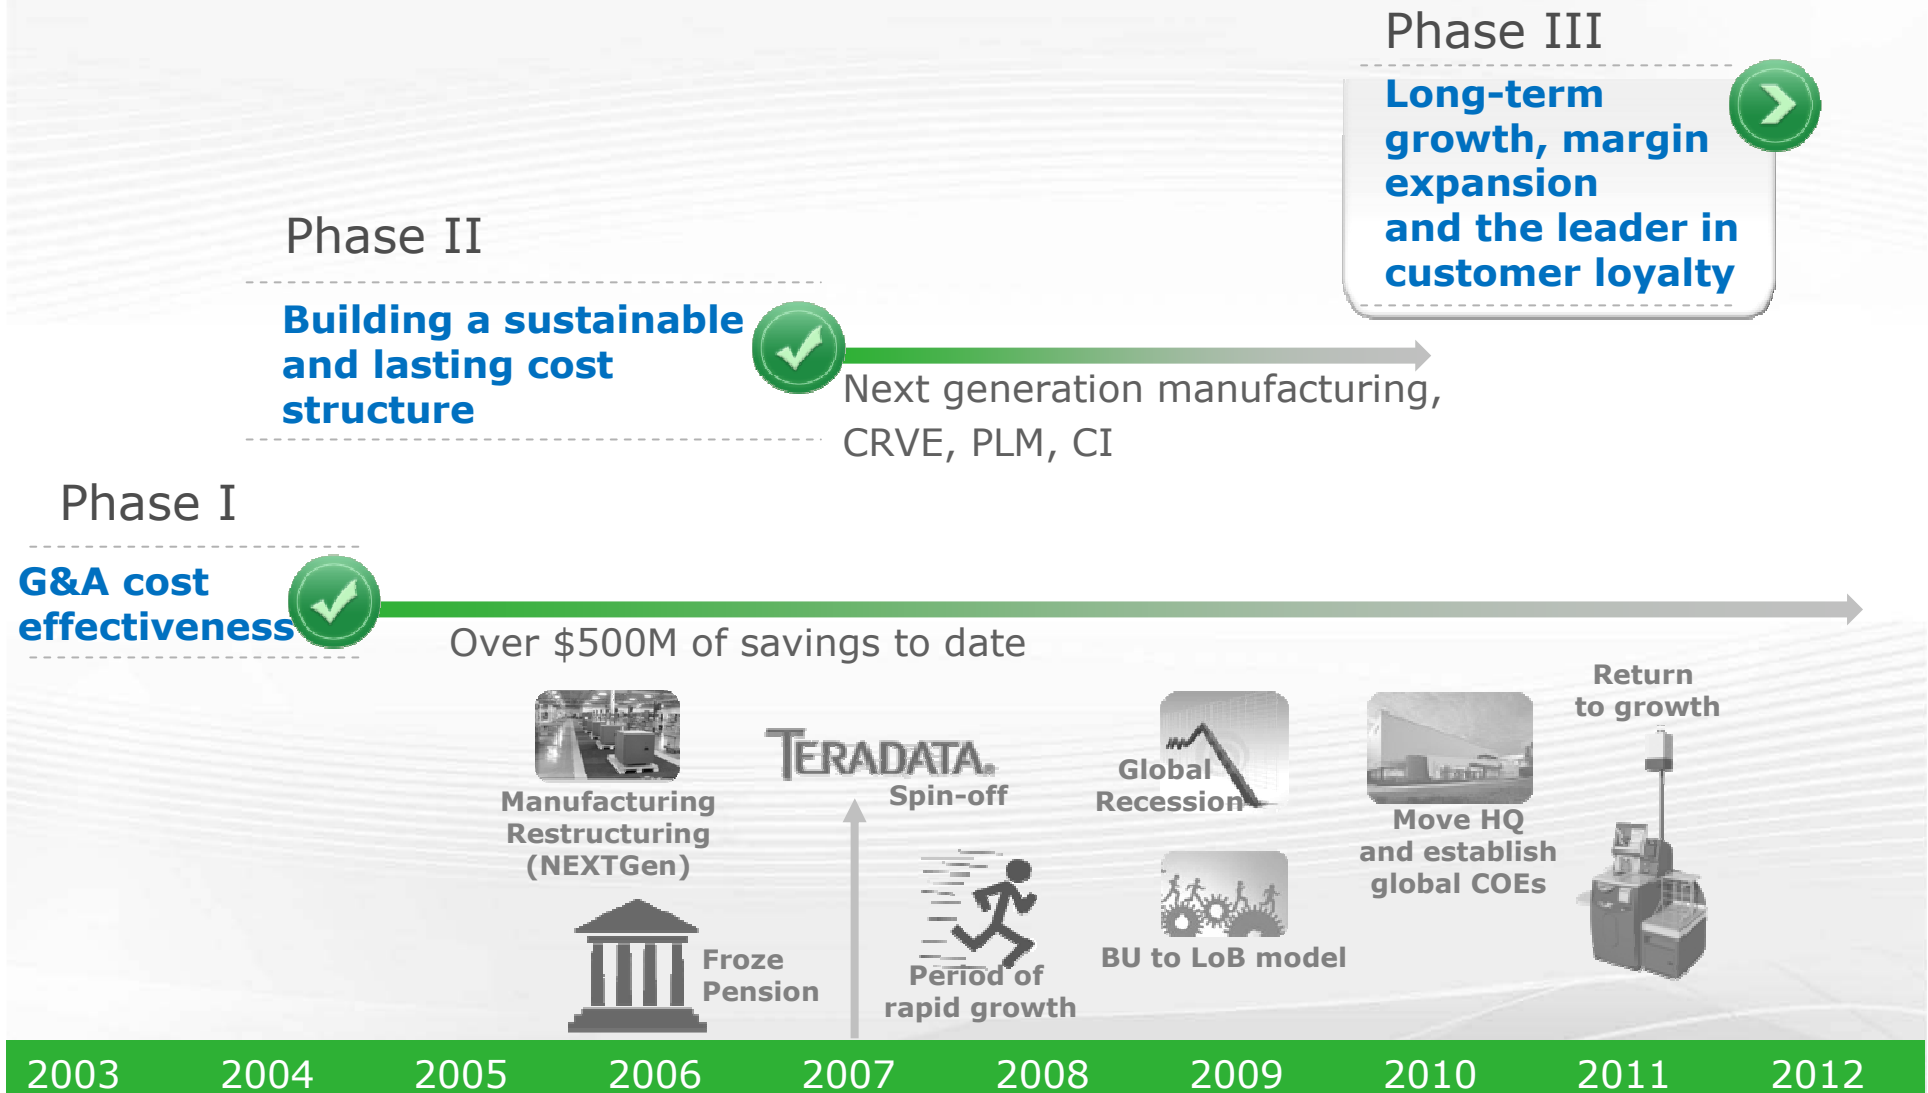 Phase III
Long-term
growth, margin
expansion
and the leader in
customer loyalty
Phase II
Building a sustainable
and lasting cost
structure
Next generation manufacturing,
CRVE, PLM, CI
Phase I
G&A cost
effectiveness
Over $500M of savings to date
Manufacturing
Restructuring
(NEXTGen)
Froze
Pension
TERADATA.
Spin-off
Period of
rapid growth
Global
Recession
BU to LoB model
Move HQ
and establish
global COEs
Return
to growth
2003 2004 2005 2006 2007 2008 2009 2010 2011 2012